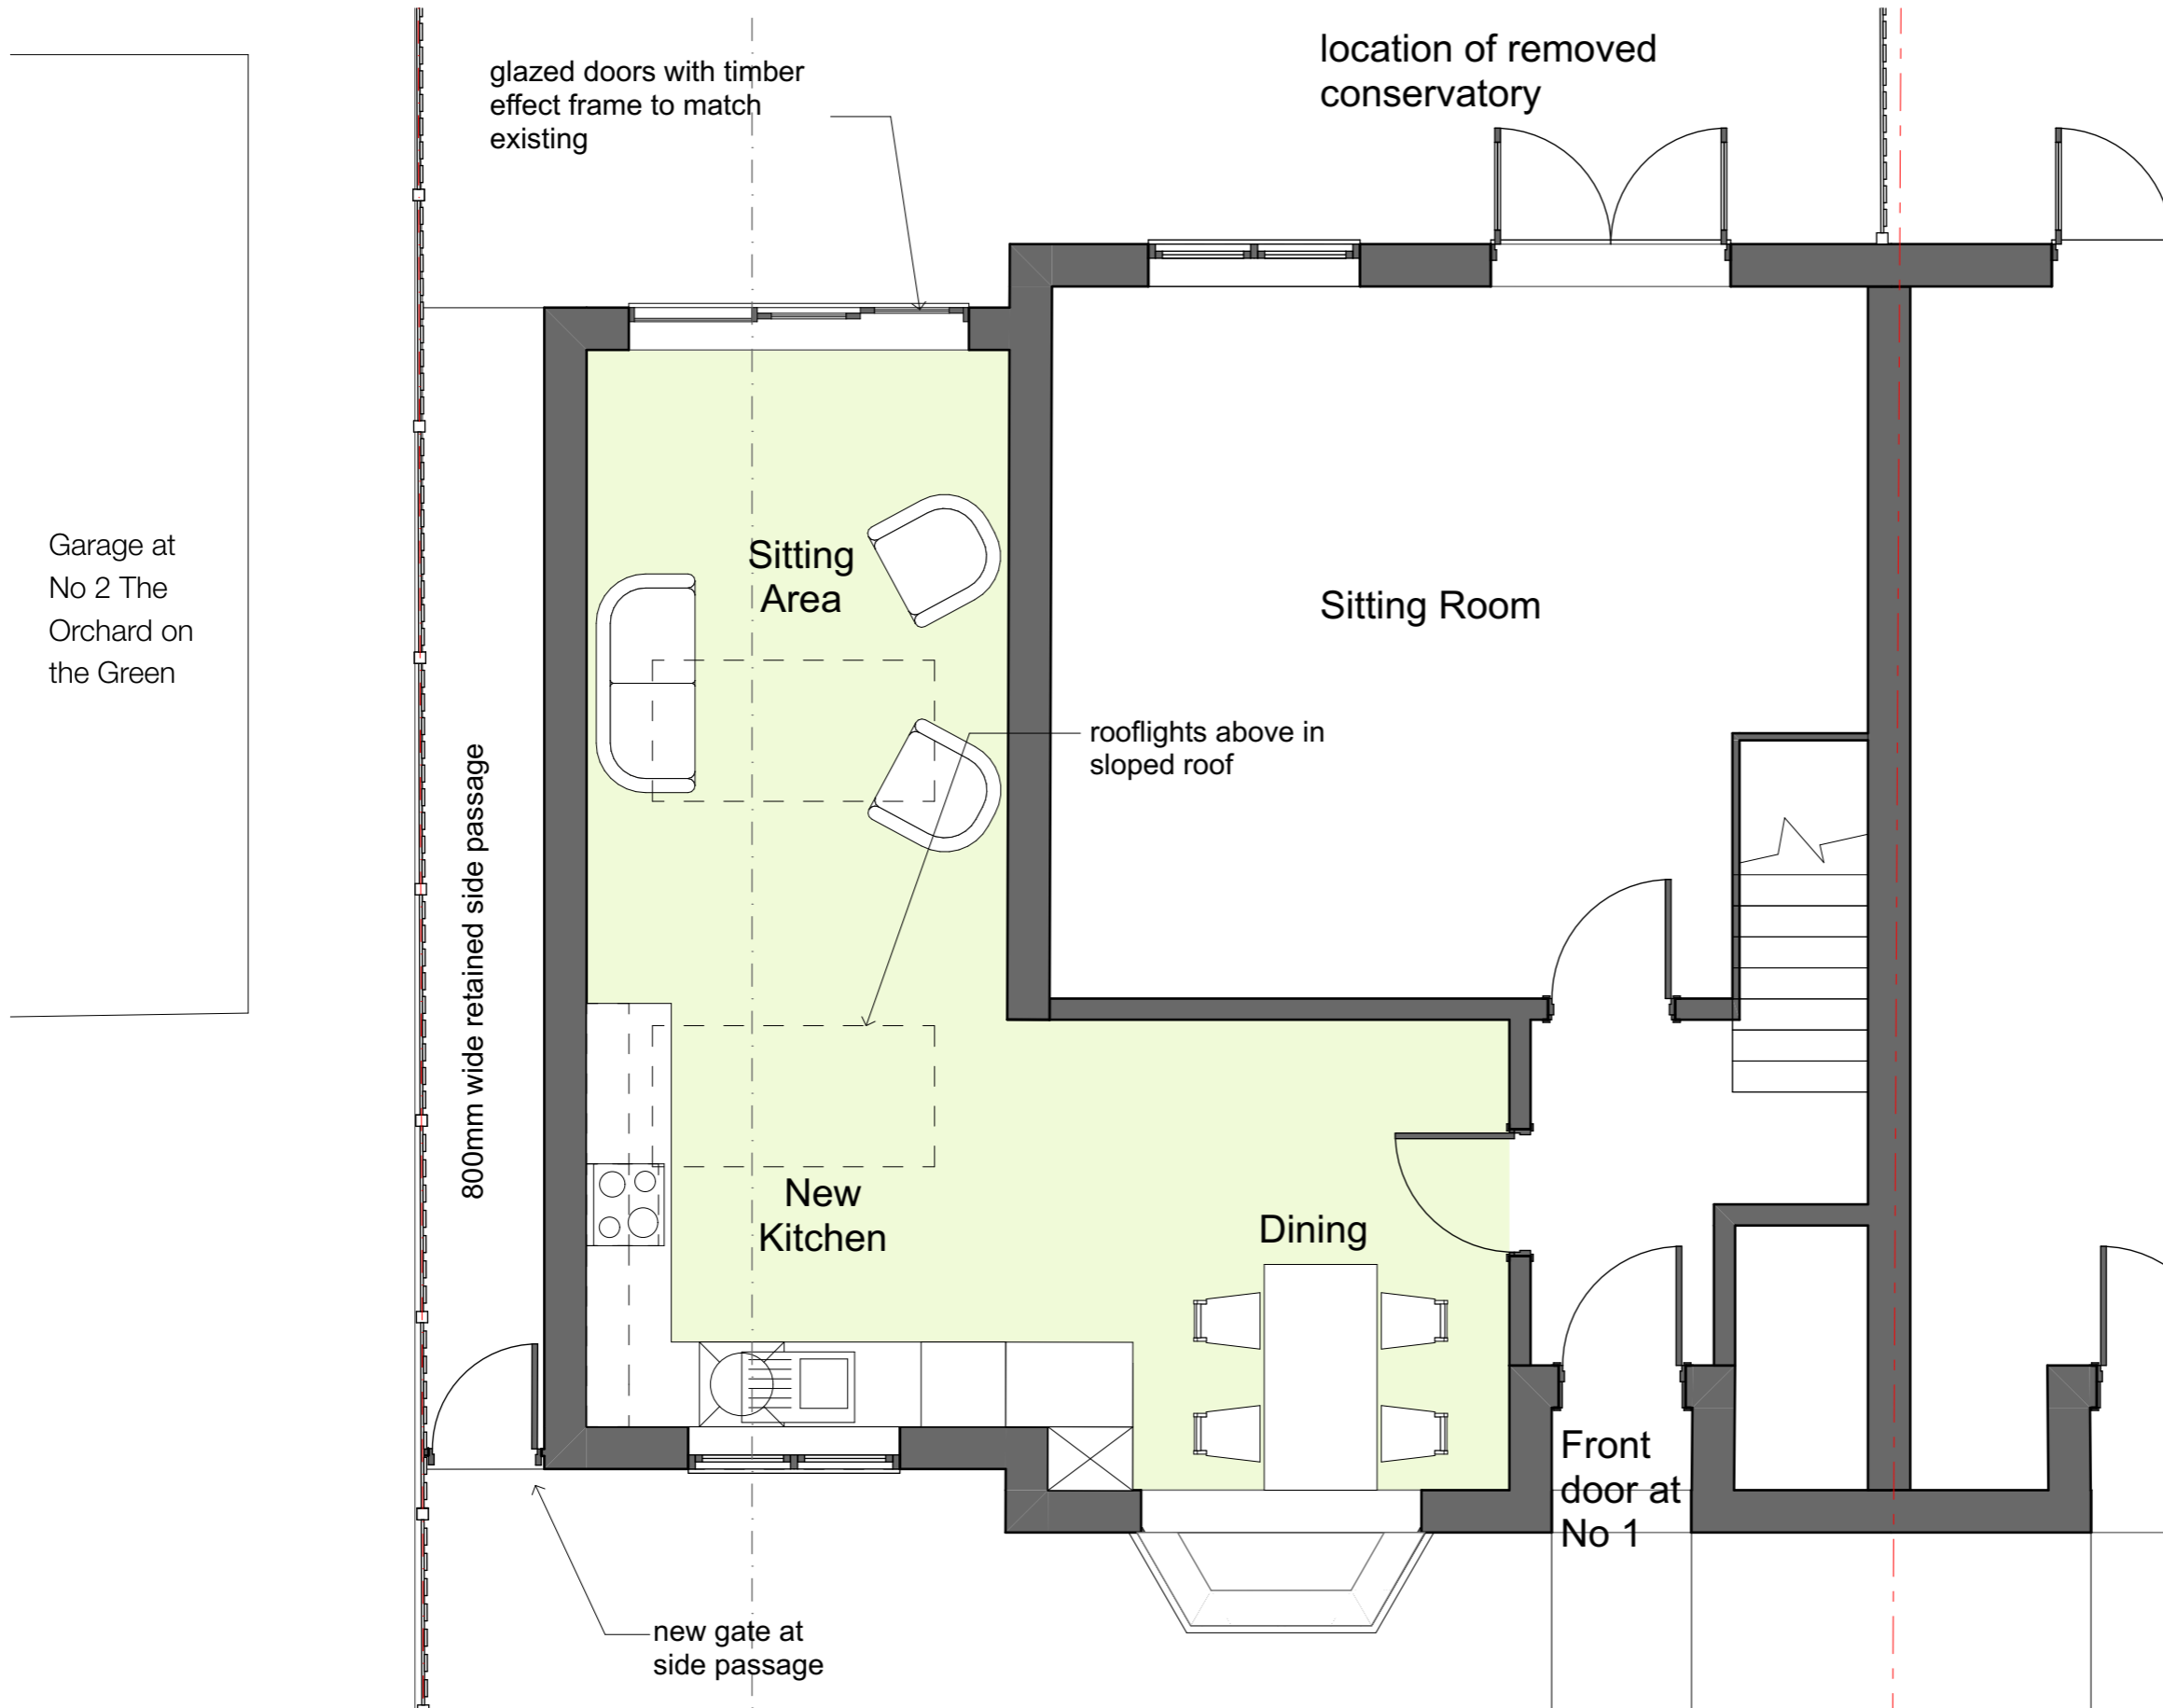 glazed doors with timber
effect frame to match
existing
location of removed
conservatory
Garage at
No 2 The
Orchard on
the Green
Sitting
Area
Sitting Room
rooflights above in
sloped roof
800mm wide retained side passage
New
Kitchen
Dining
Front
door at
No 1
new gate at
side passage